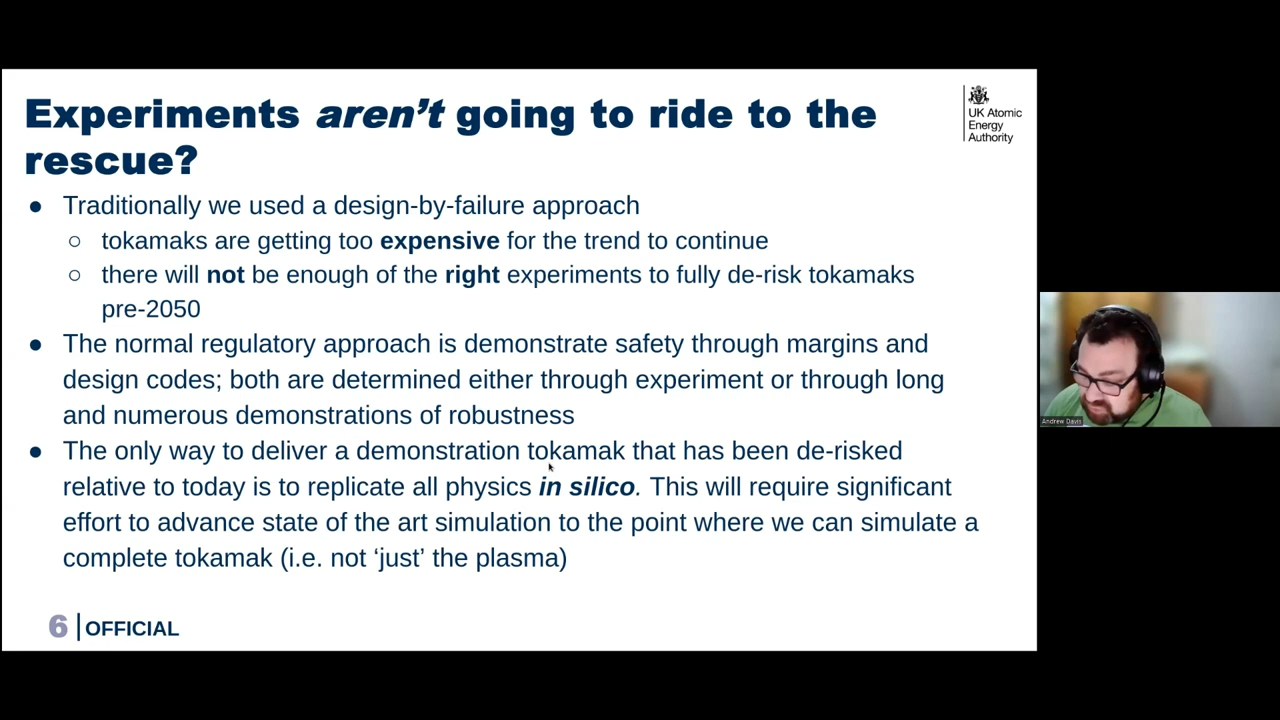 Experiments aren't going to ride to the
rescue?
UK Atomic
Energy
Authority
● Traditionally we used a design-by-failure approach
○ tokamaks are getting too expensive for the trend to continue
○ there will not be enough of the right experiments to fully de-risk tokamaks
pre-2050
● The normal regulatory approach is demonstrate safety through margins and
design codes; both are determined either through experiment or through long
and numerous demonstrations of robustness
● The only way to deliver a demonstration tokamak that has been de-risked
relative to today is to replicate all physics in silico. This will require significant
effort to advance state of the art simulation to the point where we can simulate a
complete tokamak (i.e. not ‘just’ the plasma)
6 OFFICIAL
Andrew Davis